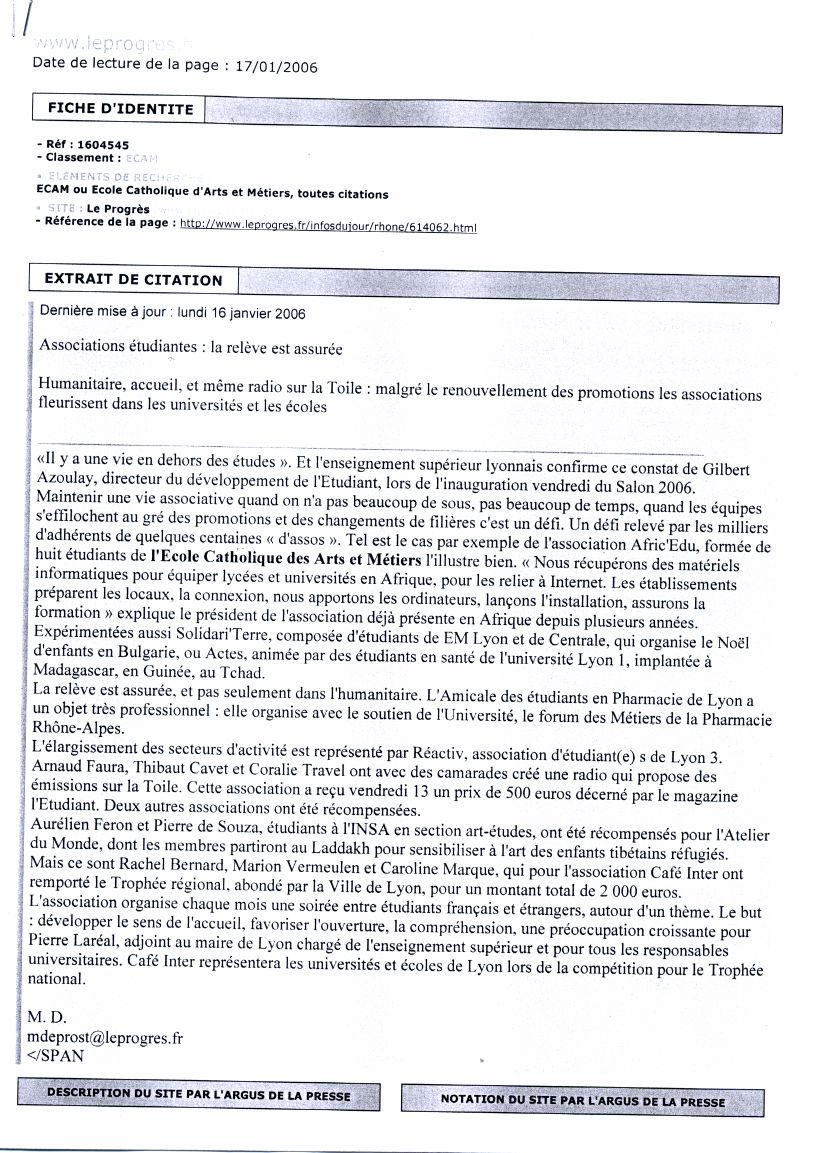 www.leprogres.f
Date de lecture de la page : 17/01/2006
FICHE D'IDENTITE
- Réf : 1604545
- Classement : ECAM
▪ ELEMENTS DE RECHERCHE
ECAM ou Ecole Catholique d'Arts et Métiers, toutes citations
▪ SITE : Le Progrès
- Référence de la page : http://www.leprogres.fr/infosdujour/rhone/614062.html
EXTRAIT DE CITATION
Dernière mise à jour : lundi 16 janvier 2006
Associations étudiantes : la relève est assurée
Humanitaire, accueil, et même radio sur la Toile : malgré le renouvellement des promotions les associations
fleurissent dans les universités et les écoles
«Il y a une vie en dehors des études ». Et l'enseignement supérieur lyonnais confirme ce constat de Gilbert
Azoulay, directeur du développement de l'Etudiant, lors de l'inauguration vendredi du Salon 2006.
Maintenir une vie associative quand on n'a pas beaucoup de sous, pas beaucoup de temps, quand les équipes
s'effilochent au gré des promotions et des changements de filières c'est un défi. Un défi relevé par les milliers
d'adhérents de quelques centaines « d'assos ». Tel est le cas par exemple de l'association Afric'Edu, formée de
huit étudiants de l'Ecole Catholique des Arts et Métiers l'illustre bien. « Nous récupérons des matériels
informatiques pour équiper lycées et universités en Afrique, pour les relier à Internet. Les établissements
préparent les locaux, la connexion, nous apportons les ordinateurs, lançons l'installation, assurons la
formation » explique le président de l'association déjà présente en Afrique depuis plusieurs années.
Expérimentées aussi Solidari'Terre, composée d'étudiants de EM Lyon et de Centrale, qui organise le Noël
d'enfants en Bulgarie, ou Actes, animée par des étudiants en santé de l'université Lyon 1, implantée à
Madagascar, en Guinée, au Tchad.
La relève est assurée, et pas seulement dans l'humanitaire. L'Amicale des étudiants en Pharmacie de Lyon a
un objet très professionnel : elle organise avec le soutien de l'Université, le forum des Métiers de la Pharmacie
Rhône-Alpes.
L'élargissement des secteurs d'activité est représenté par Réactiv, association d'étudiant(e) s de Lyon 3.
Arnaud Faura, Thibaut Cavet et Coralie Travel ont avec des camarades créé une radio qui propose des
émissions sur la Toile. Cette association a reçu vendredi 13 un prix de 500 euros décerné par le magazine
l'Etudiant. Deux autres associations ont été récompensées.
Aurélien Feron et Pierre de Souza, étudiants à l'INSA en section art-études, ont été récompensés pour l'Atelier
du Monde, dont les membres partiront au Laddakh pour sensibiliser à l'art des enfants tibétains réfugiés.
Mais ce sont Rachel Bernard, Marion Vermeulen et Caroline Marque, qui pour l'association Café Inter ont
remporté le Trophée régional, abondé par la Ville de Lyon, pour un montant total de 2 000 euros.
L'association organise chaque mois une soirée entre étudiants français et étrangers, autour d'un thème. Le but
: développer le sens de l'accueil, favoriser l'ouverture, la compréhension, une préoccupation croissante pour
Pierre Laréal, adjoint au maire de Lyon chargé de l'enseignement supérieur et pour tous les responsables
universitaires. Café Inter représentera les universités et écoles de Lyon lors de la compétition pour le Trophée
national.
M. D.
mdeprost@leprogres.fr
</SPAN
DESCRIPTION DU SITE PAR L'ARGUS DE LA PRESSE
NOTATION DU SITE PAR L'ARGUS DE LA PRESSE